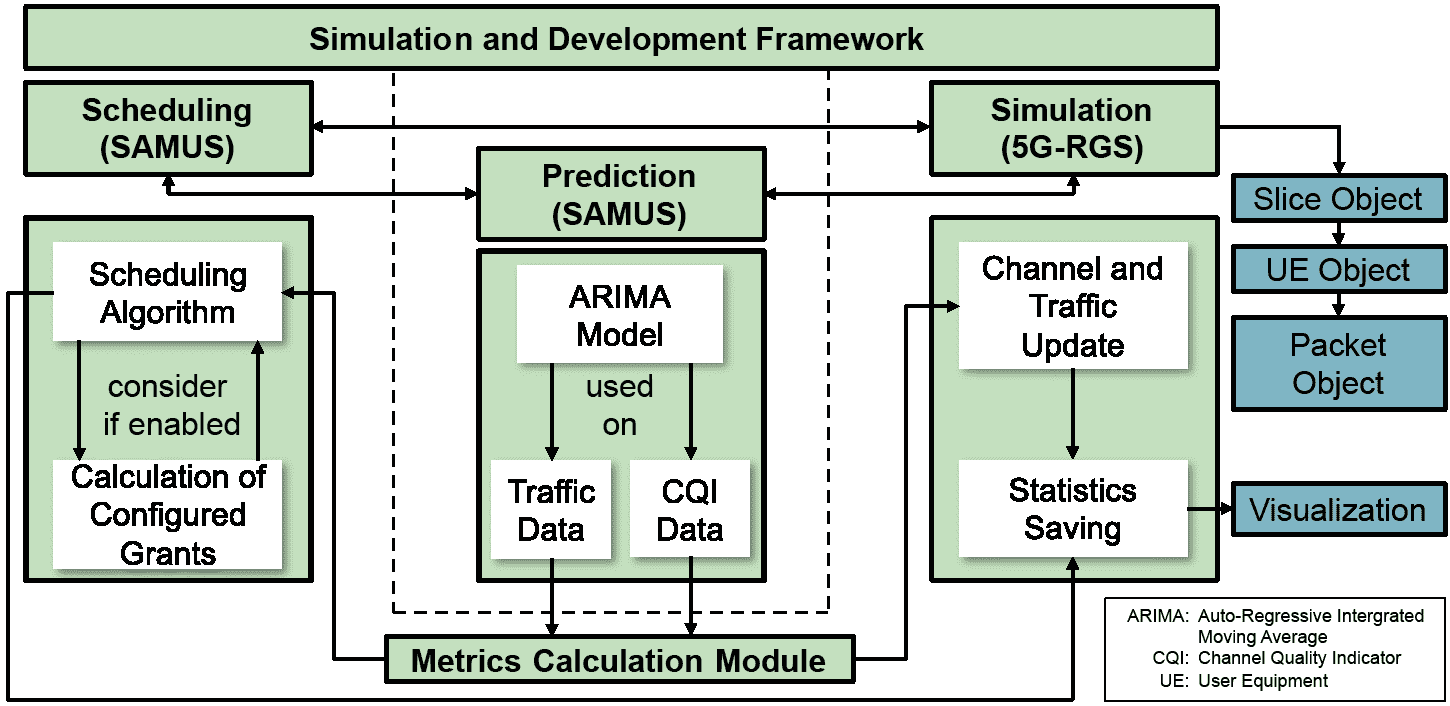 Simulation and Development Framework
Scheduling
(SAMUS)
Prediction
(SAMUS)
Simulation
(5G-RGS)
Slice Object
UE Object
Packet
Object
Scheduling
Algorithm
consider
if enabled
Calculation of
Configured
Grants
ARIMA
Model
used
on
Traffic
Data
CQI
Data
Channel and
Traffic
Update
Statistics
Saving
Visualization
Metrics Calculation Module
ARIMA: Auto-Regressive Intergrated
Moving Average
CQI: Channel Quality Indicator
UE: User Equipment